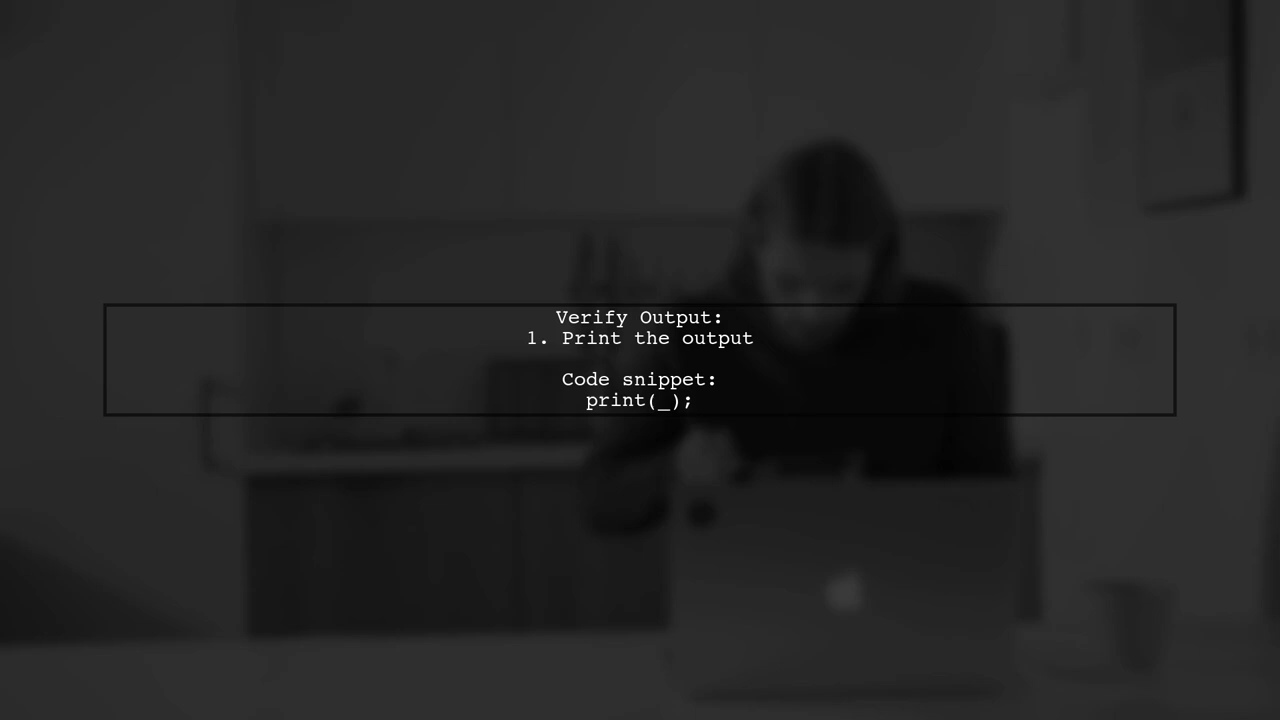 Verify Output:
1. Print the output
Code snippet:
print(_);